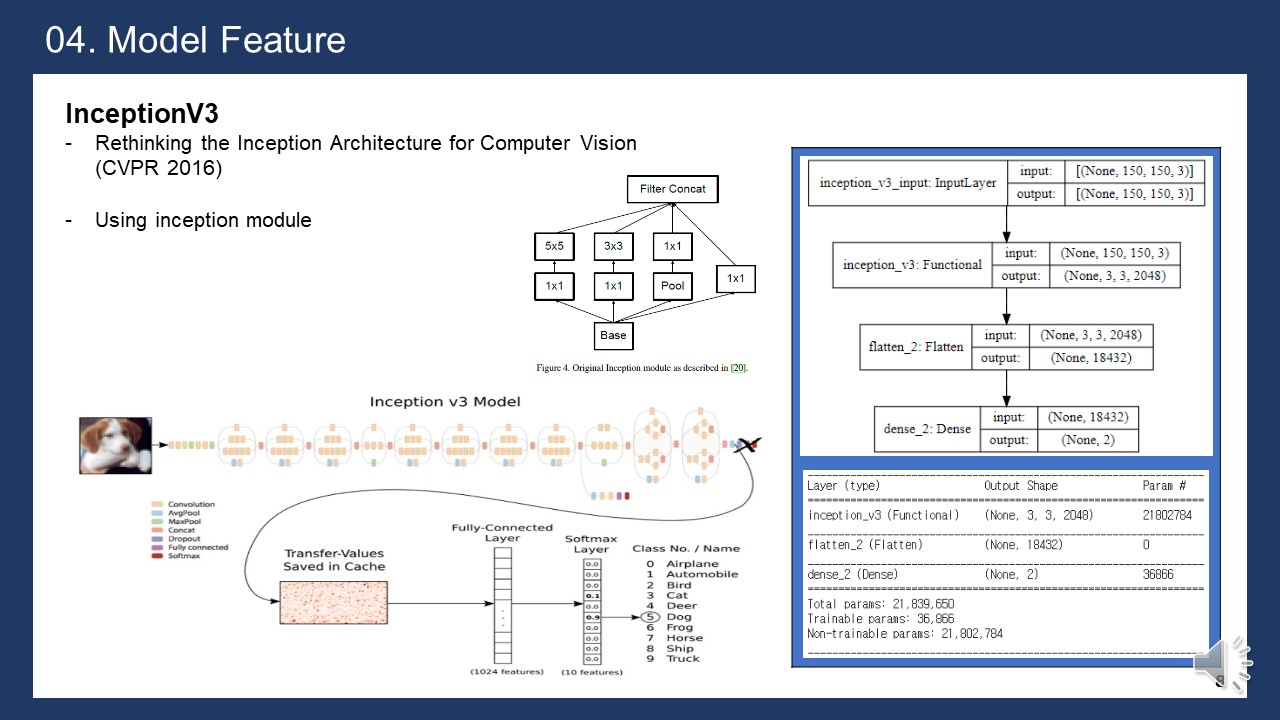 04. Model Feature
InceptionV3
- Rethinking the Inception Architecture for Computer Vision
(CVPR 2016)
- Using inception module
Filter Concat
5x5 3x3 1x1
1x1 1x1 Pool 1x1
Base
Figure 4. Original Inception module as described in [20].
Inception v3 Model
Convolution
AvgPool
MaxPool
Concat
Dropout
Fully connected
Softmax
Transfer-Values
Saved in Cache
Fully-Connected
Layer
(1024 features)
Softmax
Layer
0.0
0.0
0.0
0.1
0.0
0.9
0.0
0.0
0.0
0.0
(10 features)
Class No. / Name
0 Airplane
1 Automobile
2 Bird
3 Cat
4 Deer
5 Dog
6 Frog
7 Horse
8 Ship
9 Truck
inception_v3_input: InputLayer
input: [(None, 150, 150, 3)]
output: [(None, 150, 150, 3)]
inception_v3: Functional
input: (None, 150, 150, 3)
output: (None, 3, 3, 2048)
flatten_2: Flatten
input: (None, 3, 3, 2048)
output: (None, 18432)
dense_2: Dense
input: (None, 18432)
output: (None, 2)
Layer (type) Output Shape Param #
inception_v3 (Functional) (None, 3, 3, 2048) 21802784
flatten_2 (Flatten) (None, 18432) 0
dense_2 (Dense) (None, 2) 36866
Total params: 21,839,650
Trainable params: 36,866
Non-trainable params: 21,802,784